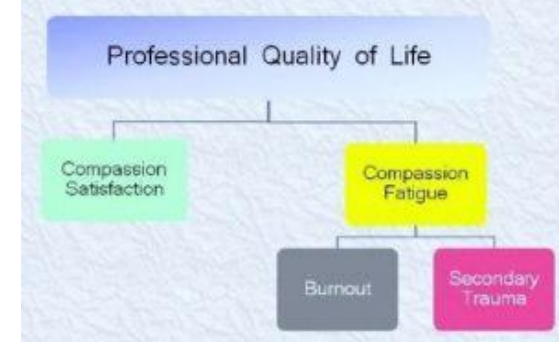 Professional Quality of Life
Compassion
Satisfaction
Compassion
Fatigue
Burnout
Secondary
Trauma